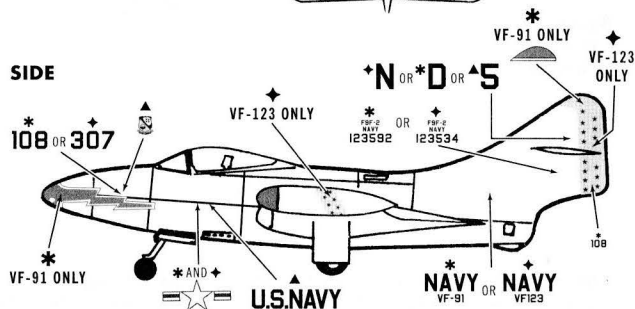 *
VF-91 ONLY
✦
VF-123
ONLY
SIDE
✦N OR *D OR ▲5
✦
VF-123 ONLY
*
F9F-2
NAVY
123592
OR
✦
F9F-2
NAVY
123534
*108 OR ✦307
▲
*
VF-91 ONLY
* AND ✦
▲
U.S.NAVY
*
NAVY
VF-91
OR
✦
NAVY
VF123
*
108